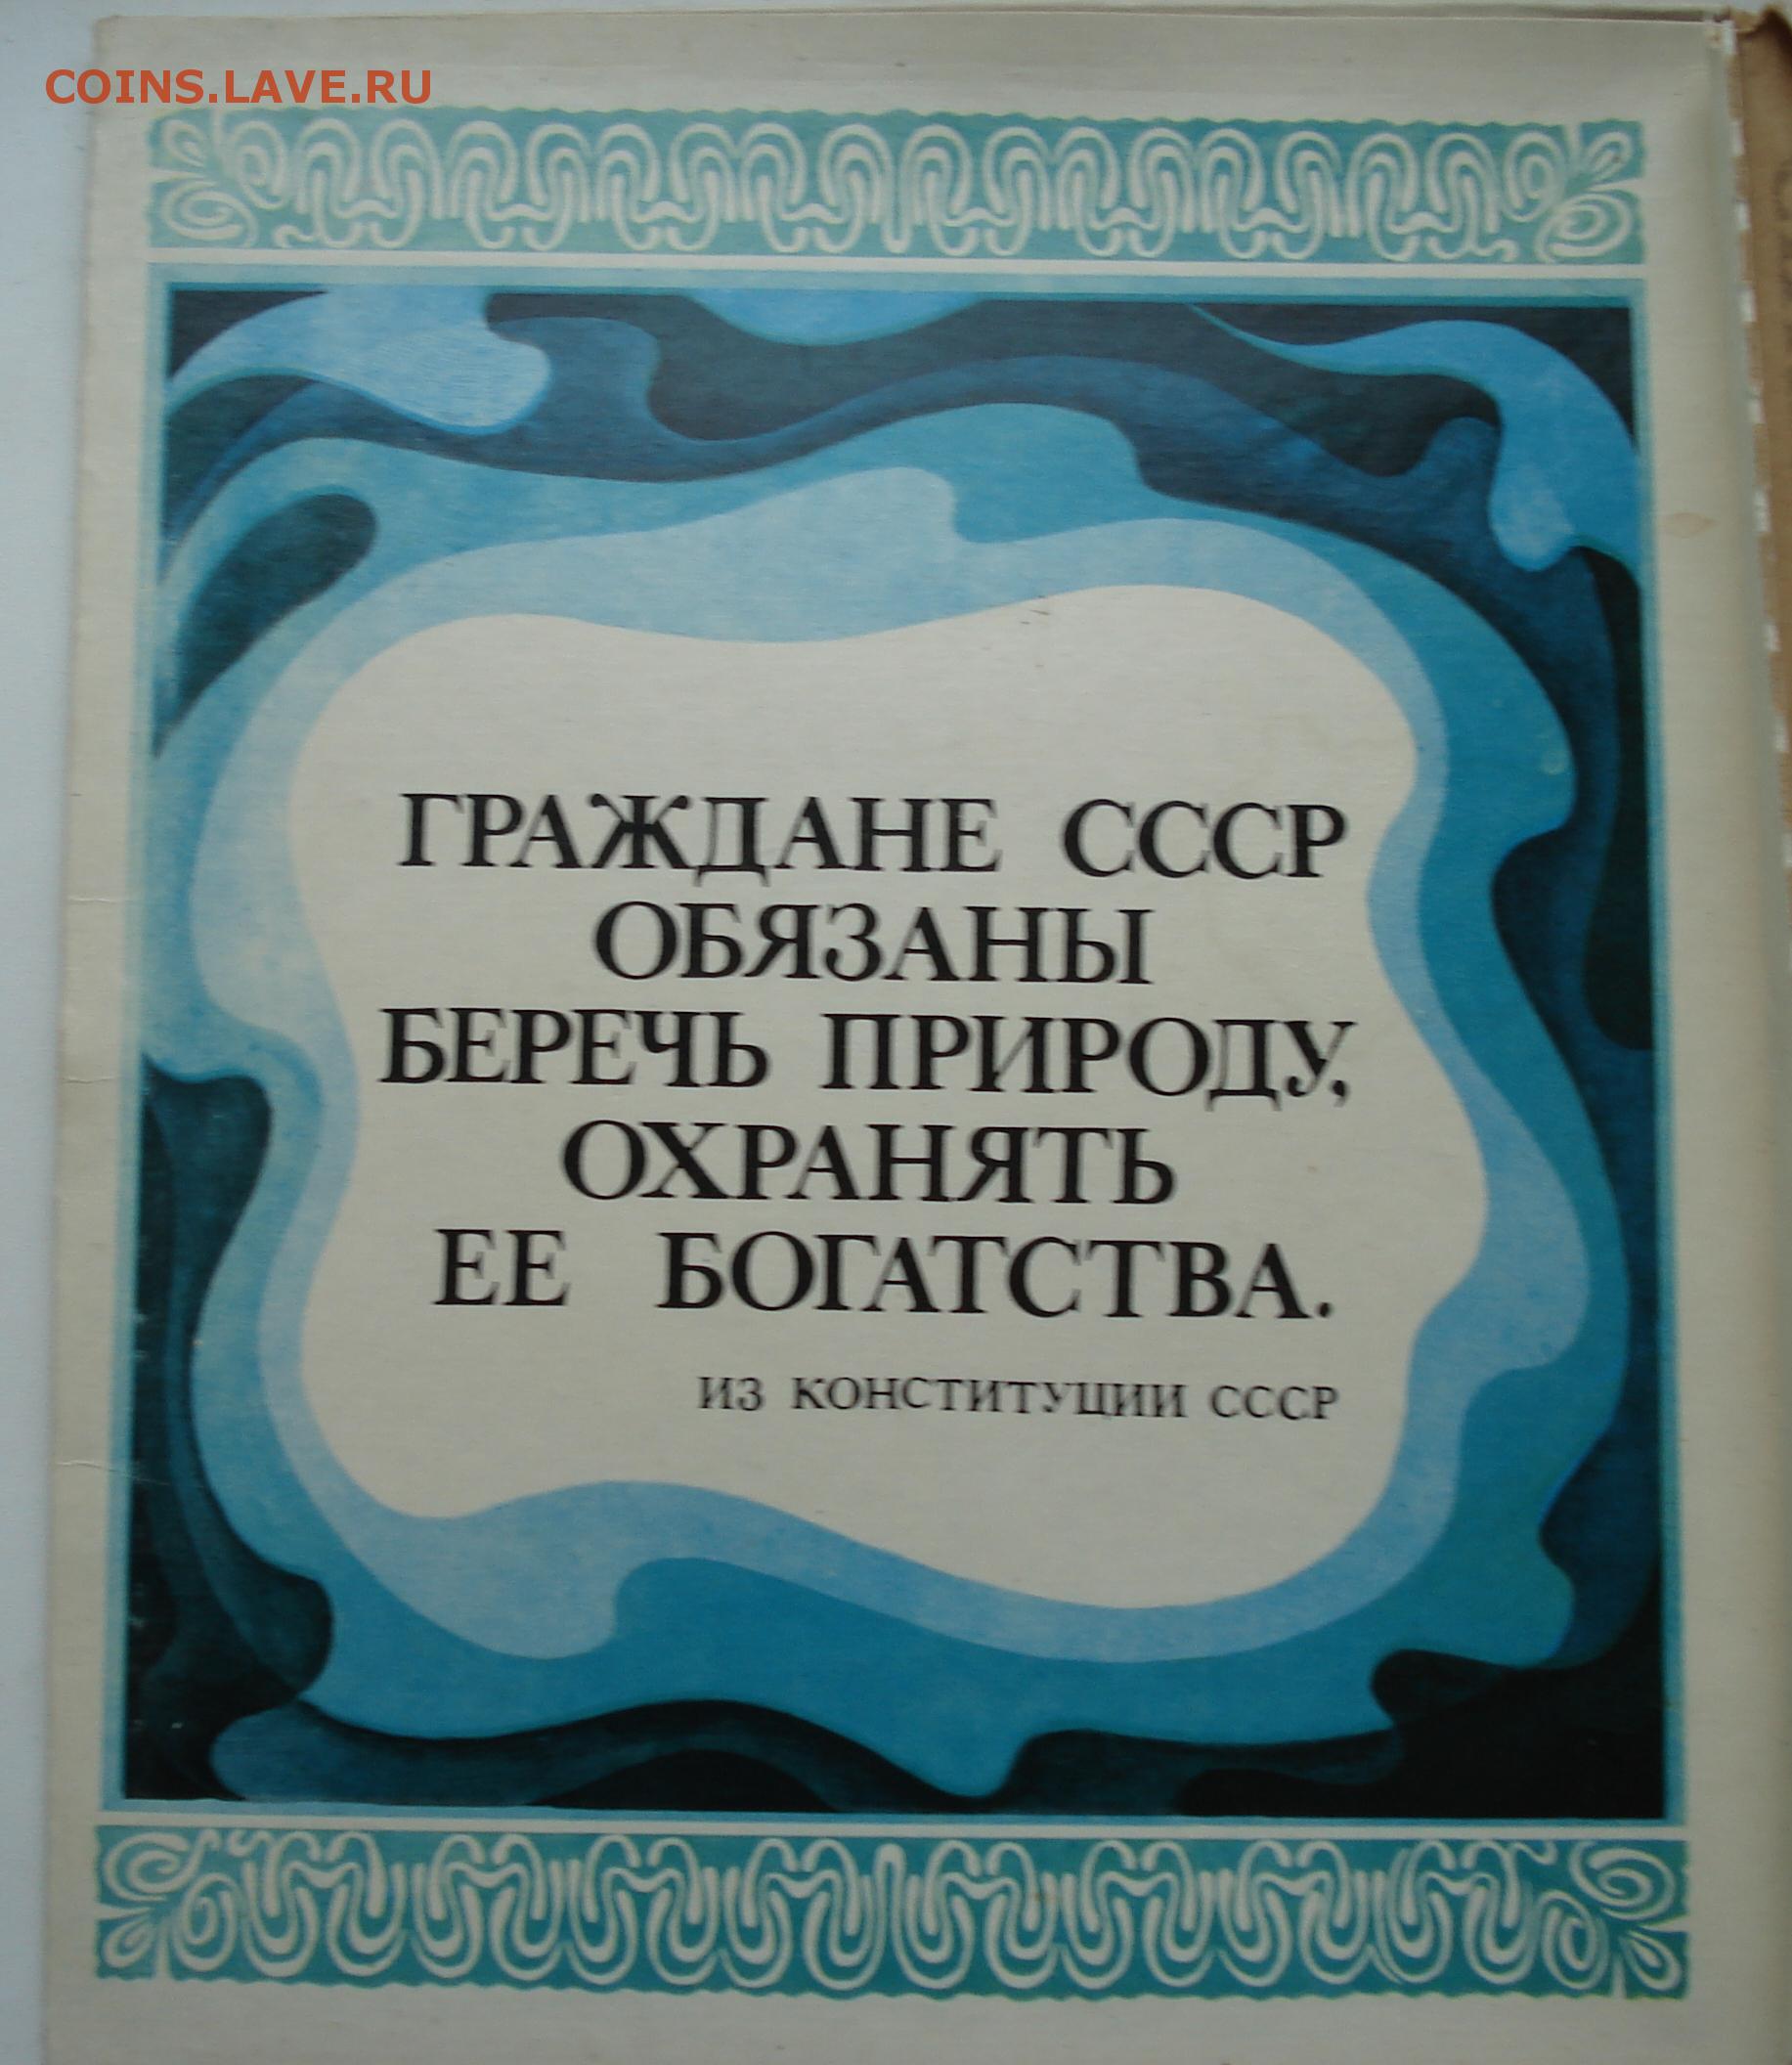 COINS.LAVE.RU
ГРАЖДАНЕ СССР
ОБЯЗАНЫ
БЕРЕЧЬ ПРИРОДУ,
ОХРАНЯТЬ
ЕЕ БОГАТСТВА.
ИЗ КОНСТИТУЦИИ СССР